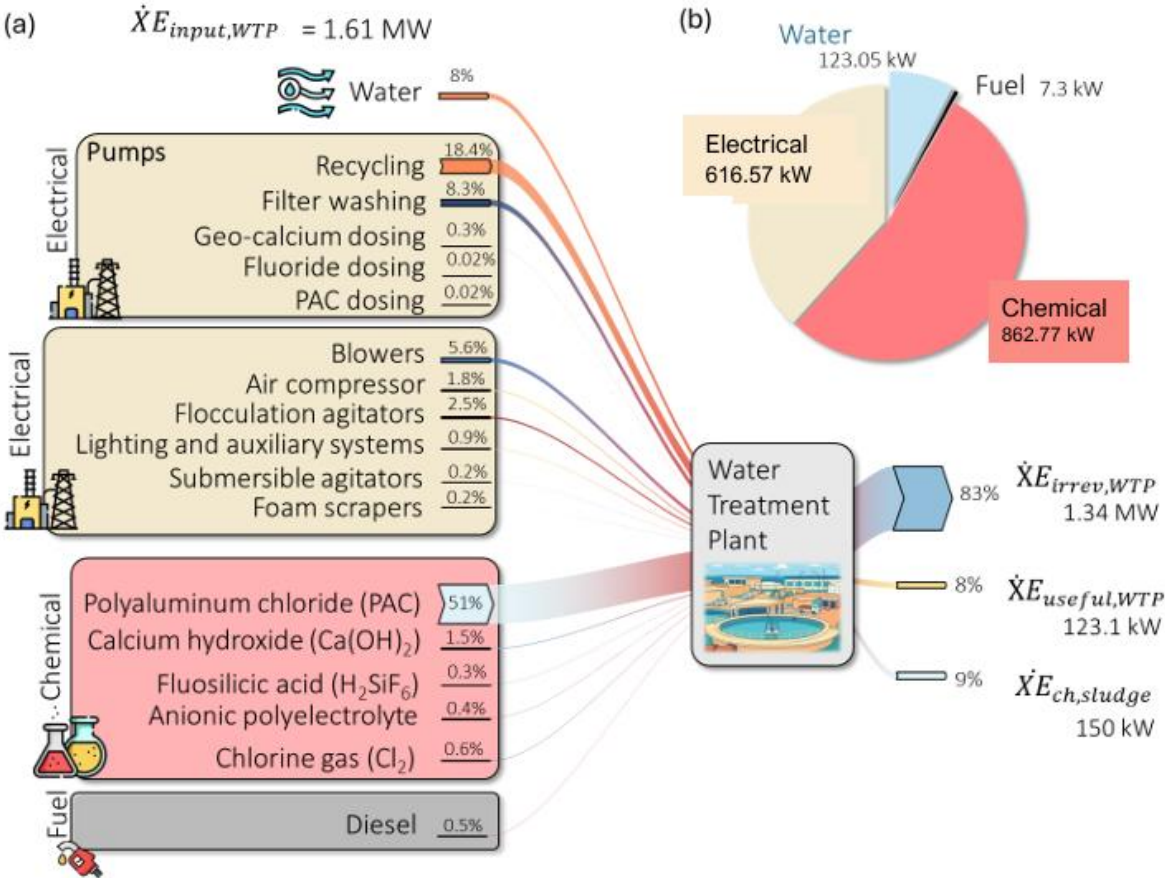 (a)
ẊE_input,WTP = 1.61 MW
Water 8%
Electrical
Pumps
Recycling 18.4%
Filter washing 8.3%
Geo-calcium dosing 0.3%
Fluoride dosing 0.02%
PAC dosing 0.02%
Electrical
Blowers 5.6%
Air compressor 1.8%
Flocculation agitators 2.5%
Lighting and auxiliary systems 0.9%
Submersible agitators 0.2%
Foam scrapers 0.2%
Chemical
Polyaluminum chloride (PAC) 51%
Calcium hydroxide (Ca(OH)₂) 1.5%
Fluosilicic acid (H₂SiF₆) 0.3%
Anionic polyelectrolyte 0.4%
Chlorine gas (Cl₂) 0.6%
Fuel
Diesel 0.5%
Water
Treatment
Plant
83% ẊE_irrev,WTP
1.34 MW
8% ẊE_useful,WTP
123.1 kW
9% ẊE_ch,sludge
150 kW
(b)
Water
123.05 kW
Fuel 7.3 kW
Electrical
616.57 kW
Chemical
862.77 kW